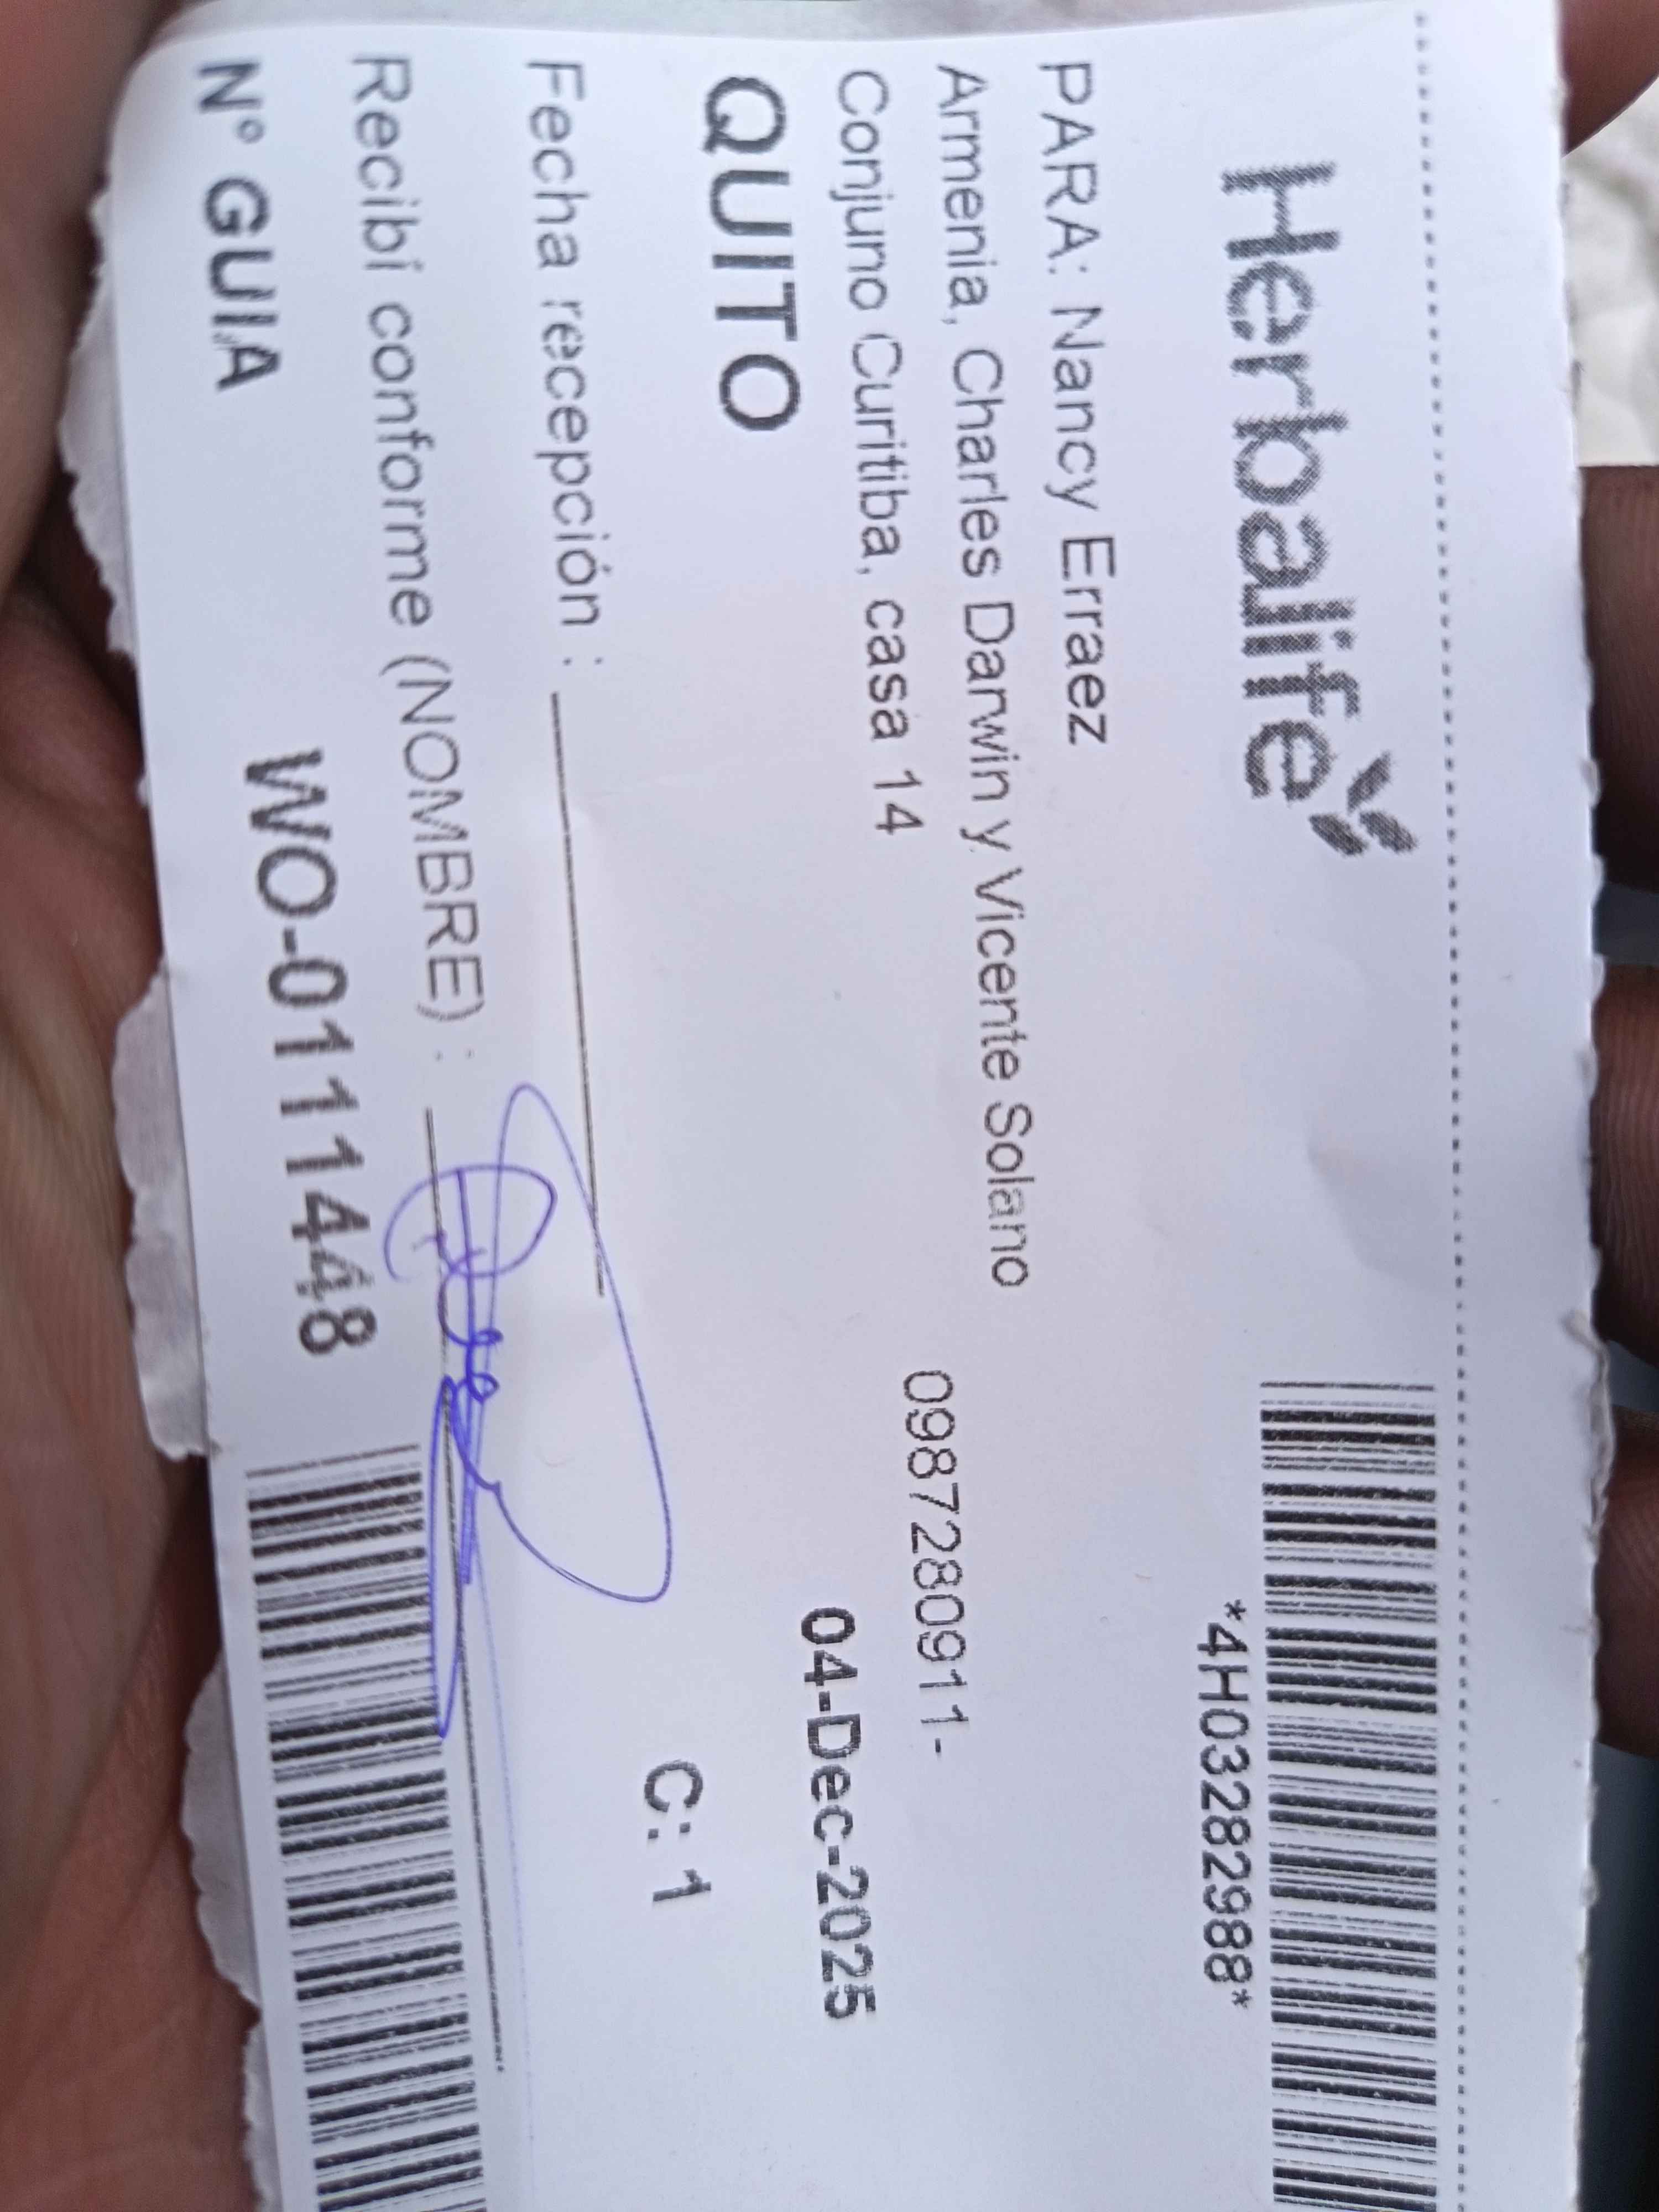 Herbalife
*4H03282988*
PARA: Nancy Erraez
Armenia, Charles Darwin y Vicente Solano
Conjuno Curitiba, casa 14
0987280911-
QUITO
04-Dec-2025
C: 1
Fecha recepción :
Recibí conforme (NOMBRE) :
N° GUIA WO-0111448